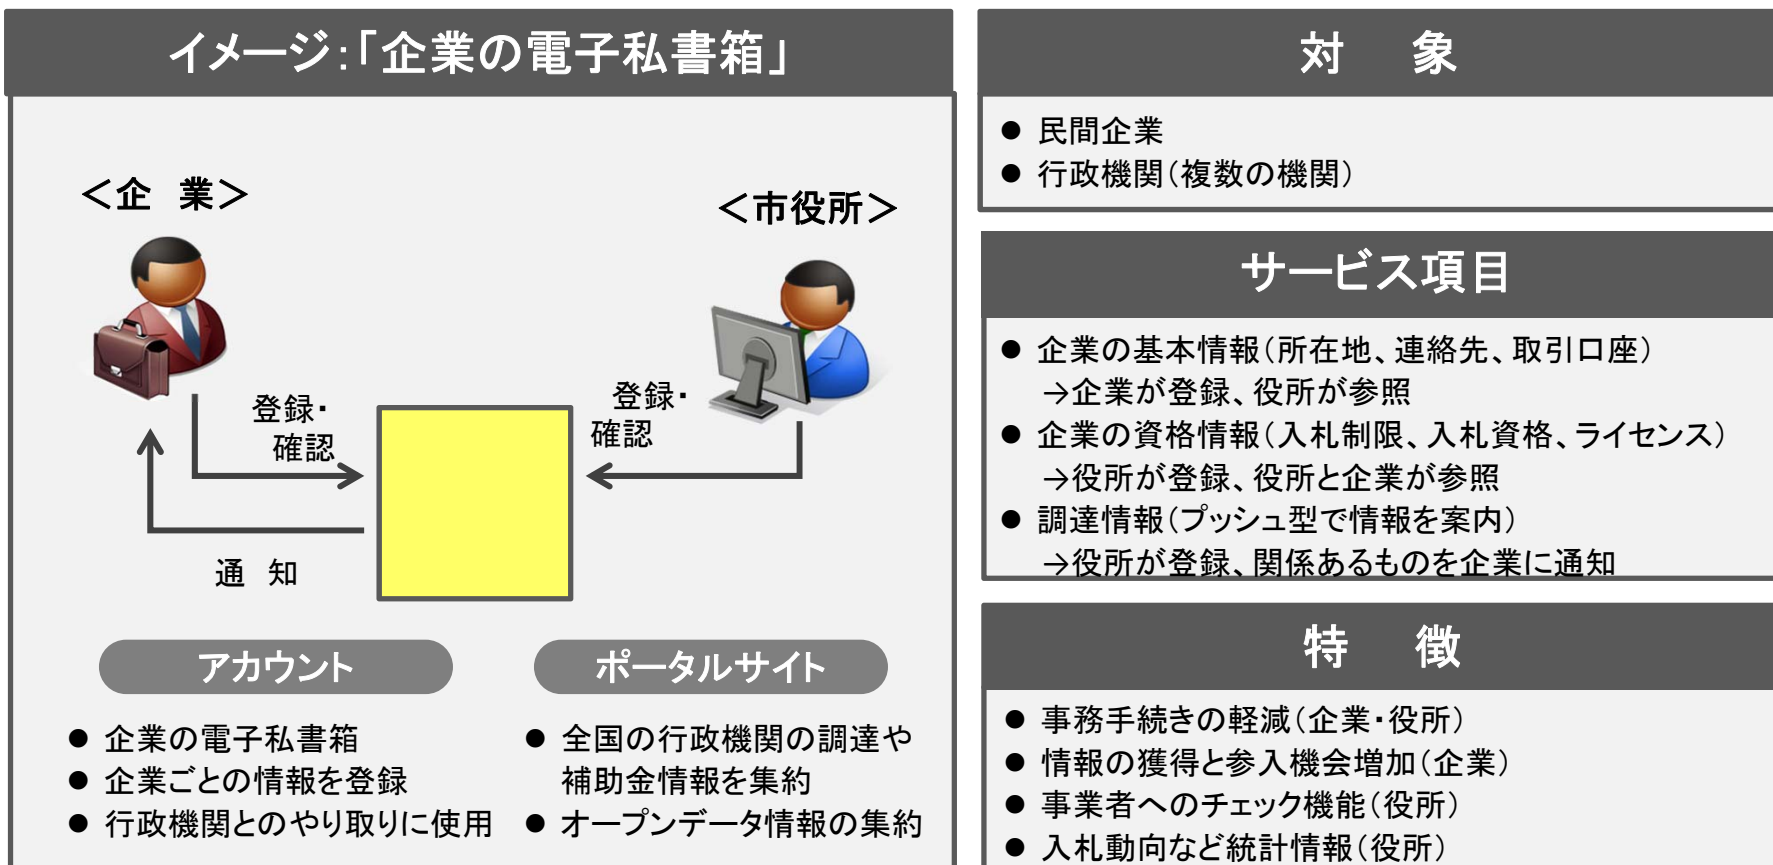 イメージ：「企業の電子私書箱」
＜企　業＞
＜市役所＞
登録・
確認
登録・
確認
通　知
アカウント
● 企業の電子私書箱
● 企業ごとの情報を登録
● 行政機関とのやり取りに使用
ポータルサイト
● 全国の行政機関の調達や
補助金情報を集約
● オープンデータ情報の集約
対　象
● 民間企業
● 行政機関（複数の機関）
サービス項目
● 企業の基本情報（所在地、連絡先、取引口座）
→企業が登録、役所が参照
● 企業の資格情報（入札制限、入札資格、ライセンス）
→役所が登録、役所と企業が参照
● 調達情報（プッシュ型で情報を案内）
→役所が登録、関係あるものを企業に通知
特　徴
● 事務手続きの軽減（企業・役所）
● 情報の獲得と参入機会増加（企業）
● 事業者へのチェック機能（役所）
● 入札動向など統計情報（役所）